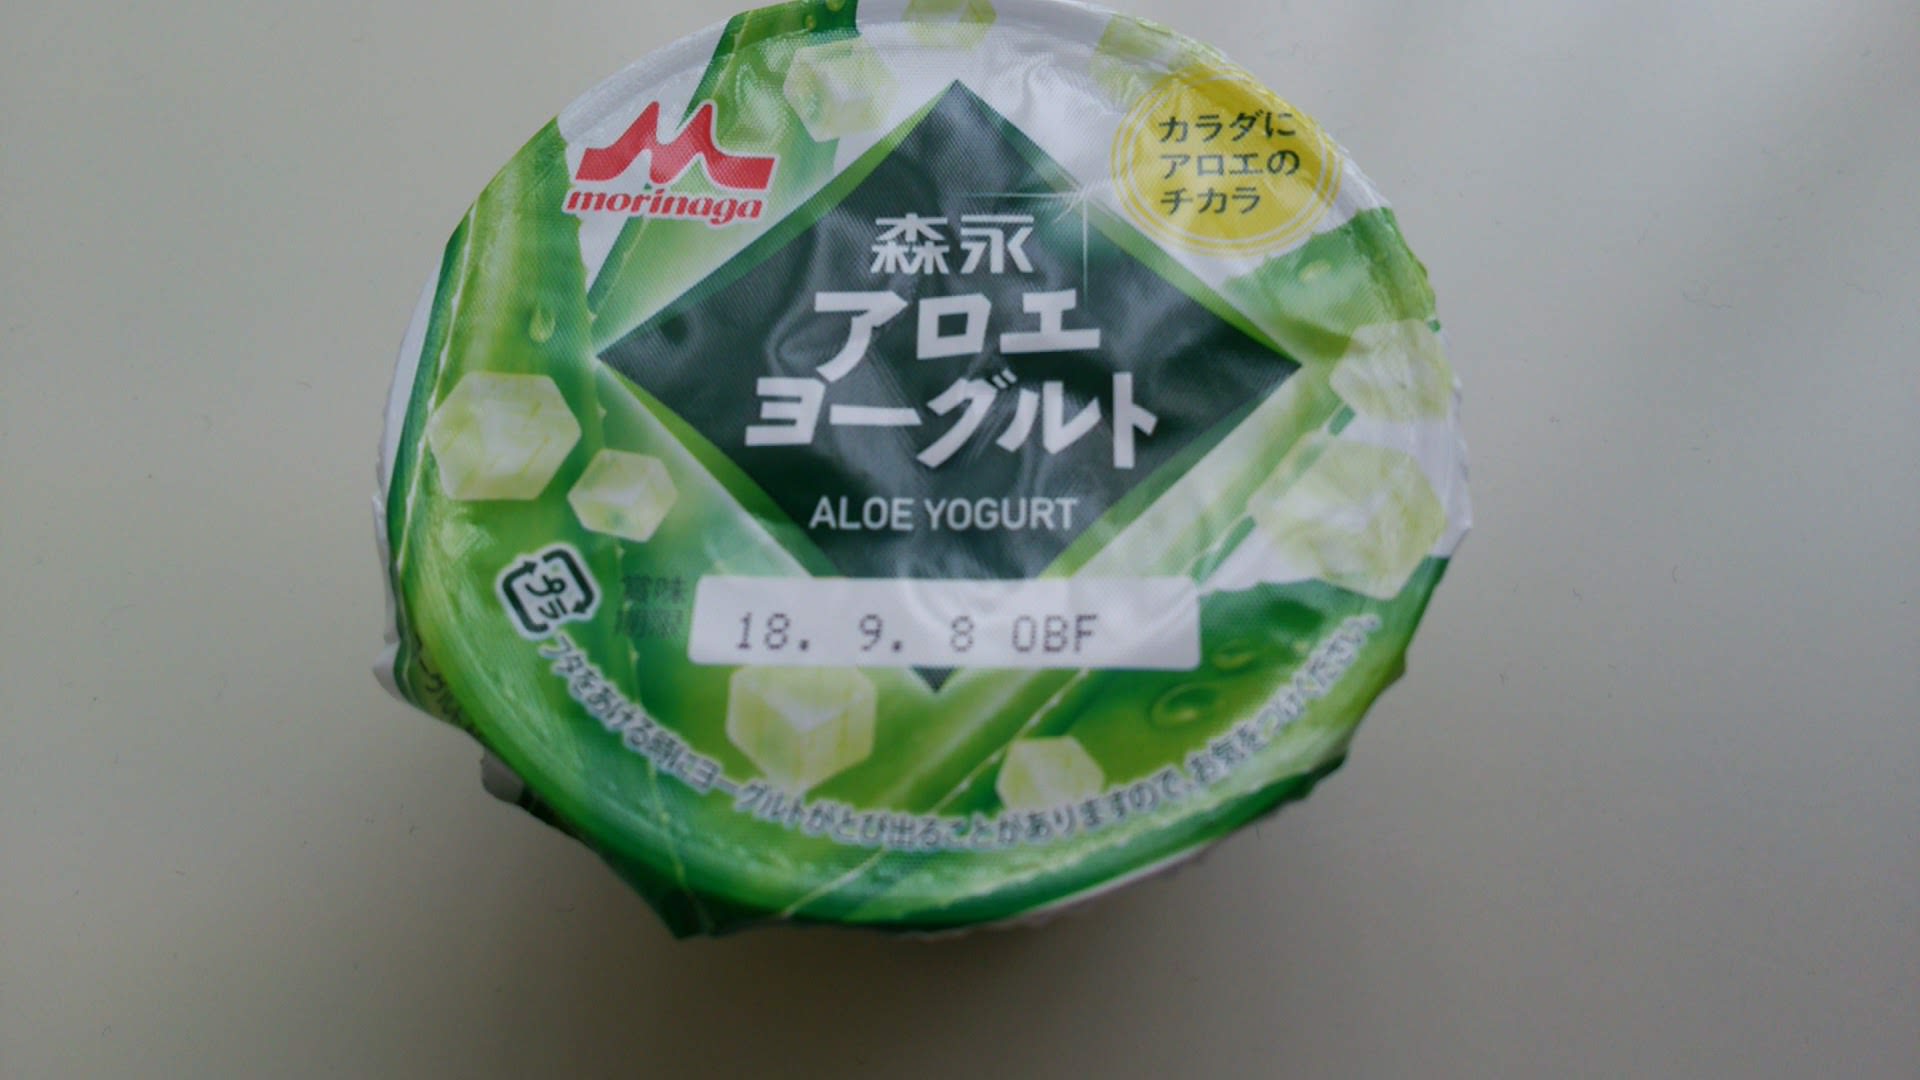 morinaga
カラダに
アロエの
チカラ
森永
アロエ
ヨーグルト
ALOE YOGURT
プラ
賞味
期限
18. 9. 8 OBF
フタをあける時にヨーグルトがとび出ることがありますので、お気をつけください。